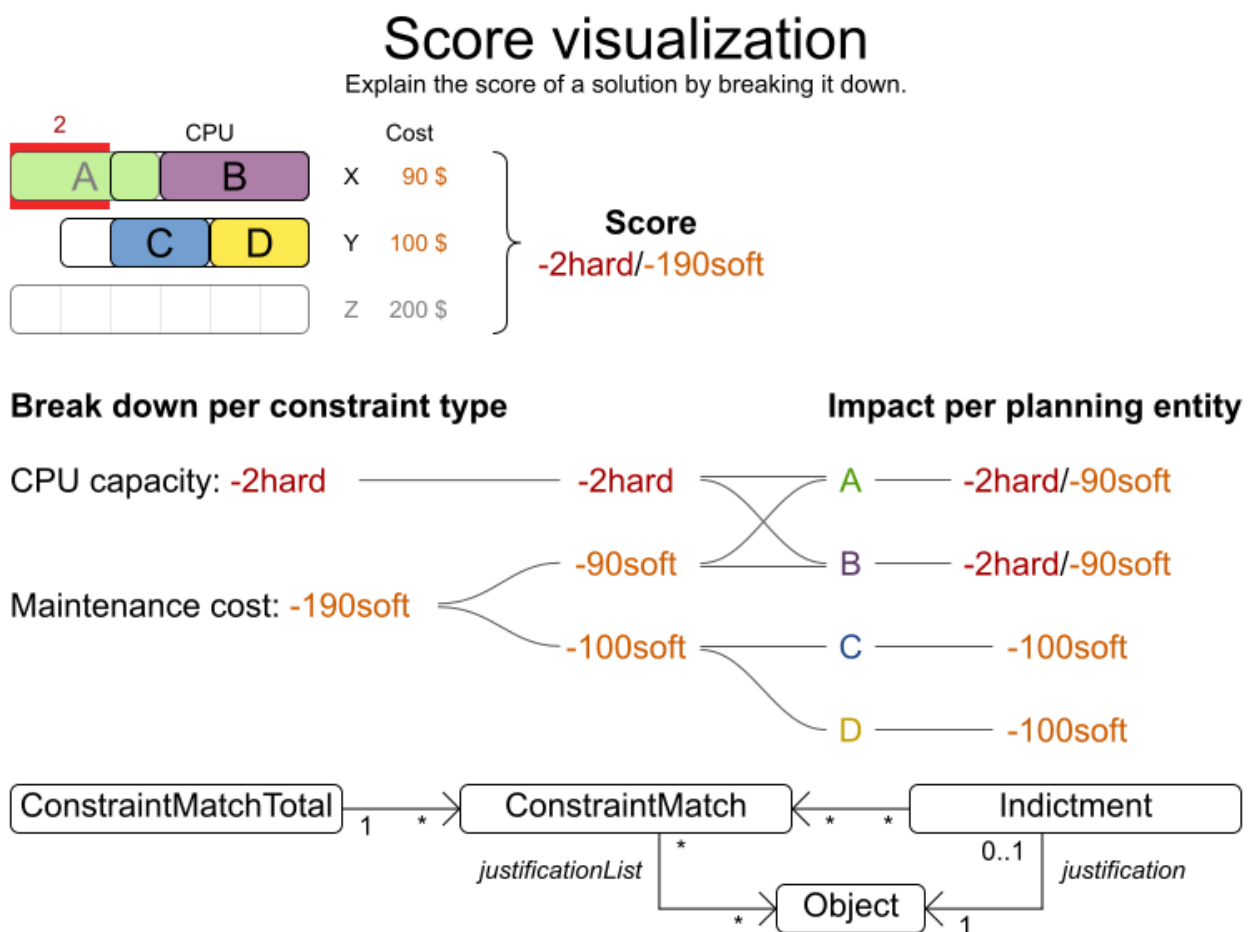 Score visualization
Explain the score of a solution by breaking it down.
2 CPU Cost
A B X 90 $
C D Y 100 $
Z 200 $
Score
-2hard/-190soft
Break down per constraint type Impact per planning entity
CPU capacity: -2hard -2hard A -2hard/-90soft
-90soft B -2hard/-90soft
Maintenance cost: -190soft
-100soft C -100soft
D -100soft
ConstraintMatchTotal ConstraintMatch Indictment
1 * * *
* 0..1
justificationList justification
Object
* 1